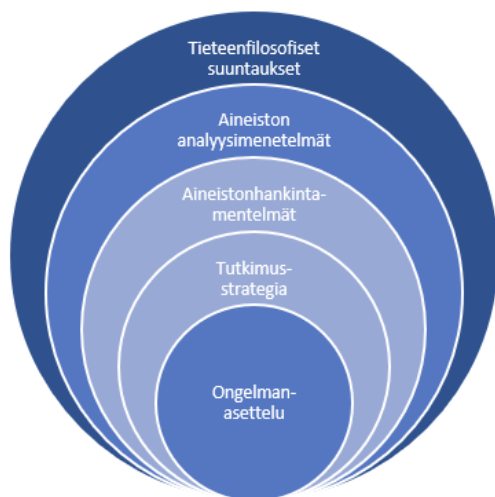 Tieteenfilosofiset
suuntaukset
Aineiston
analyysimenetelmät
Aineistonhankinta-
mentelmät
Tutkimus-
strategia
Ongelman-
asettelu